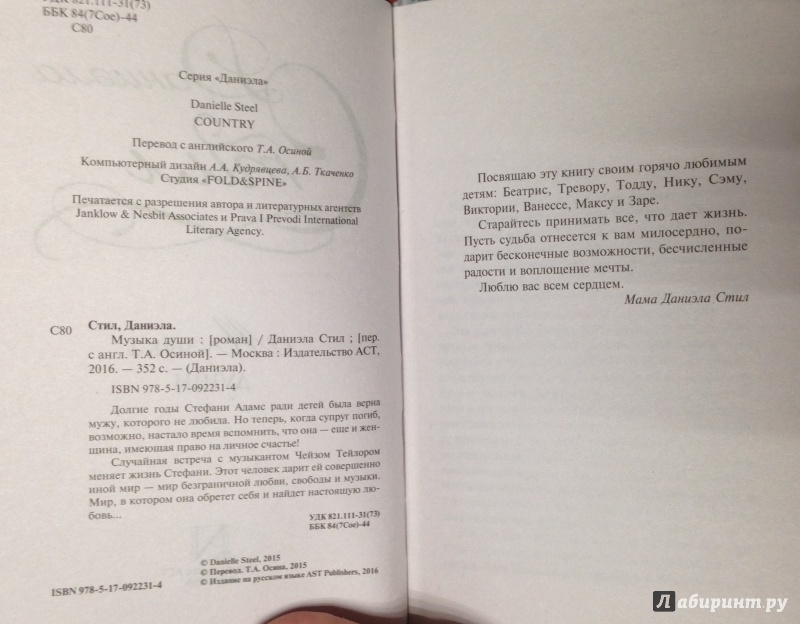 УДК 821.111-31(73)
ББК 84(7Сое)-44
С80
Серия «Даниэла»
Danielle Steel
COUNTRY
Перевод с английского Т.А. Осиной
Компьютерный дизайн А.А. Кудрявцева, А.Б. Ткаченко
Студия «FOLD&SPINE»
Печатается с разрешения автора и литературных агентств
Janklow & Nesbit Associates и Prava I Prevodi International
Literary Agency.
Стил, Даниэла.
С80
Музыка души : [роман] / Даниэла Стил ; [пер.
с англ. Т.А. Осиной]. — Москва : Издательство АСТ,
2016. — 352 с. — (Даниэла).
ISBN 978-5-17-092231-4
Долгие годы Стефани Адамс ради детей была верна
мужу, которого не любила. Но теперь, когда супруг погиб,
возможно, настало время вспомнить, что она — еще и жен-
щина, имеющая право на личное счастье!
Случайная встреча с музыкантом Чейзом Тейлором
меняет жизнь Стефани. Этот человек дарит ей совершенно
иной мир — мир безграничной любви, свободы и музыки.
Мир, в котором она обретет себя и найдет настоящую лю-
бовь...
УДК 821.111-31(73)
ББК 84(7Сое)-44
© Danielle Steel, 2015
© Перевод. Т.А. Осина, 2015
© Издание на русском языке AST Publishers, 2016
ISBN 978-5-17-092231-4
Посвящаю эту книгу своим горячо любимым
детям: Беатрис, Тревору, Тодду, Нику, Сэму,
Виктории, Ванессе, Максу и Заре.
Старайтесь принимать все, что дает жизнь.
Пусть судьба отнесется к вам милосердно, по-
дарит бесконечные возможности, бесчисленные
радости и воплощение мечты.
Люблю вас всем сердцем.
Мама Даниэла Стил
Лабиринт.ру